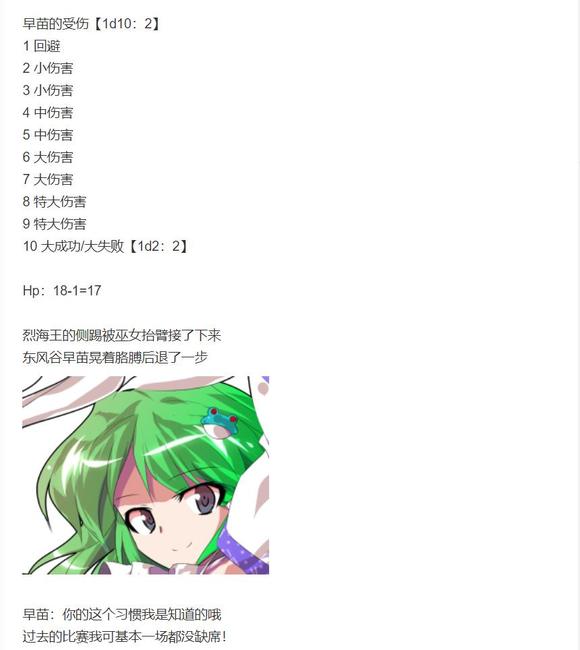 早苗的受伤【1d10：2】
1 回避
2 小伤害
3 小伤害
4 中伤害
5 中伤害
6 大伤害
7 大伤害
8 特大伤害
9 特大伤害
10 大成功/大失败【1d2：2】
Hp：18-1=17
烈海王的侧踢被巫女抬臂接了下来
东风谷早苗晃着胳膊后退了一步
早苗：你的这个习惯我是知道的哦
过去的比赛我可基本一场都没缺席！